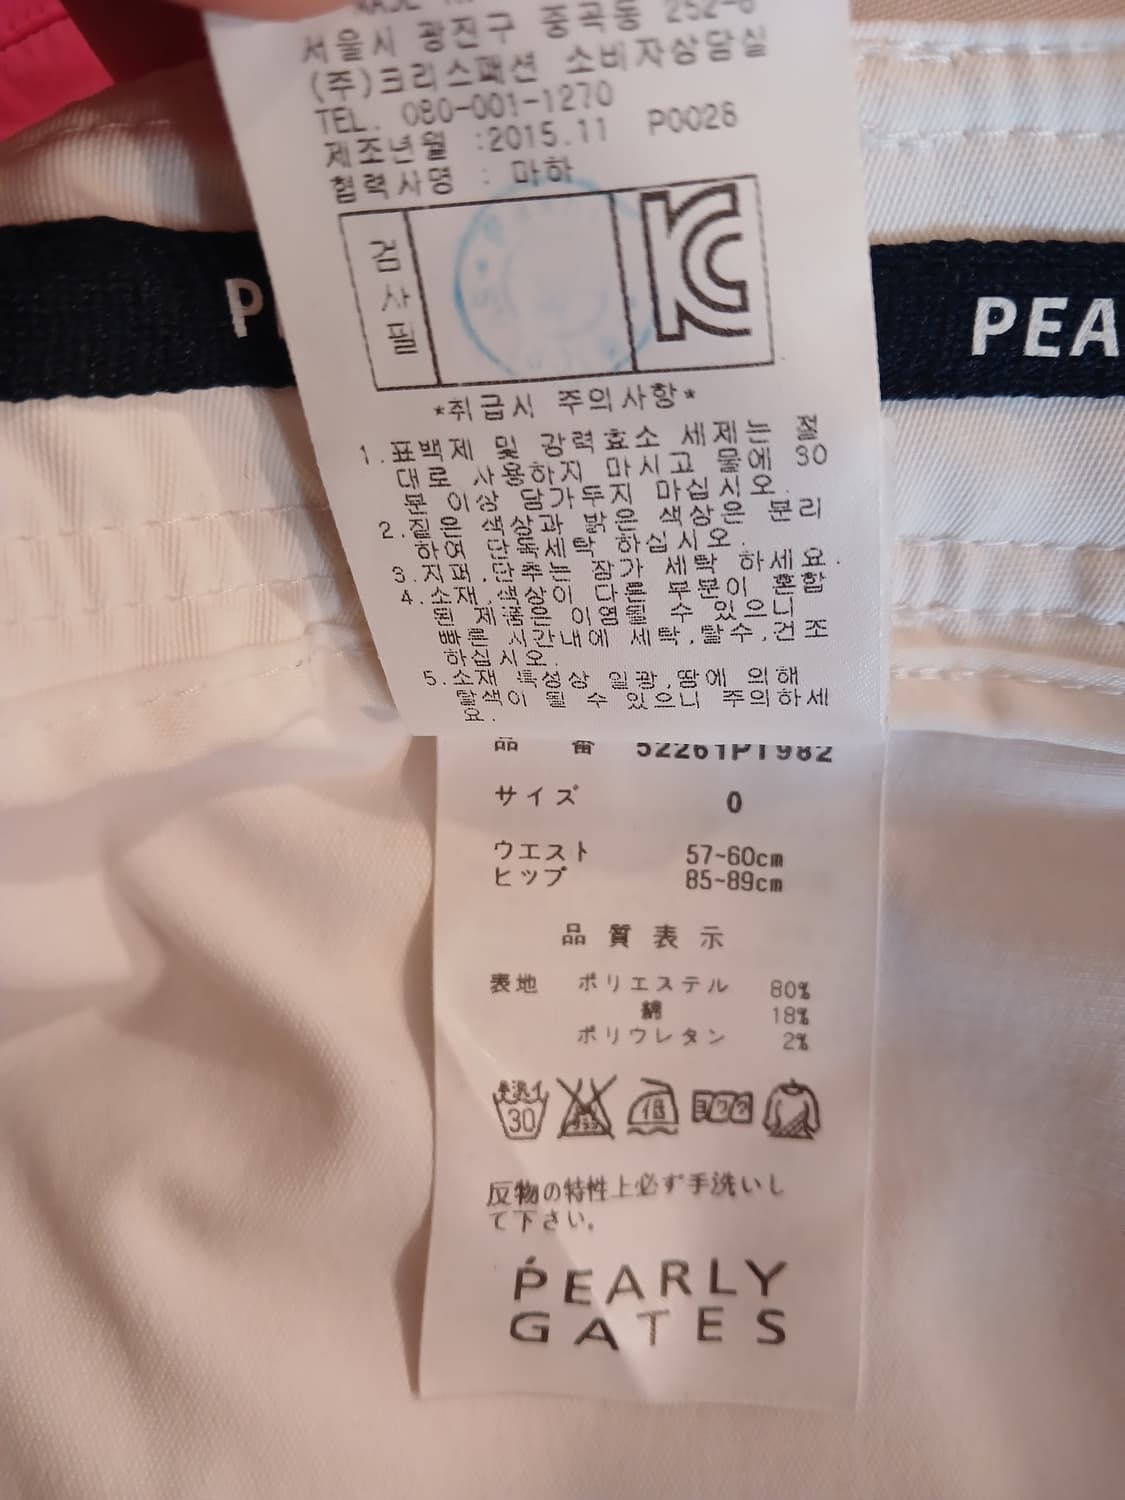 서울시 광진구 중곡동 252-6
(주)크리스패션 소비자상담실
TEL. 080-001-1270
제조년월 :2015.11 P0026
협력사명 : 마하
검사필
*취급시 주의사항*
1.표백제 및 강력효소 세제는 절
대로 사용하지 마시고 물에 30
분 이상 담가두지 마십시오.
2.짙은 색상과 밝은 색상은 분리
하여 단독세탁 하십시오.
3.지퍼,단추는 잠가 세탁 하세요.
4.소재,색상이 다른 부분이 혼합
된 제품은 이염될 수 있으니
빠른 시간내에 세탁,탈수,건조
하십시오.
5.소재 특성상 일광,땀에 의해
탈색이 될 수 있으니 주의하세
요.
PEA
品番 52261PT982
サイズ 0
ウエスト 57~60cm
ヒップ 85~89cm
品質表示
表地 ポリエステル 80%
綿 18%
ポリウレタン 2%
手洗イ
30
低
反物の特性上必ず手洗いし
て下さい。
PEARLY
GATES